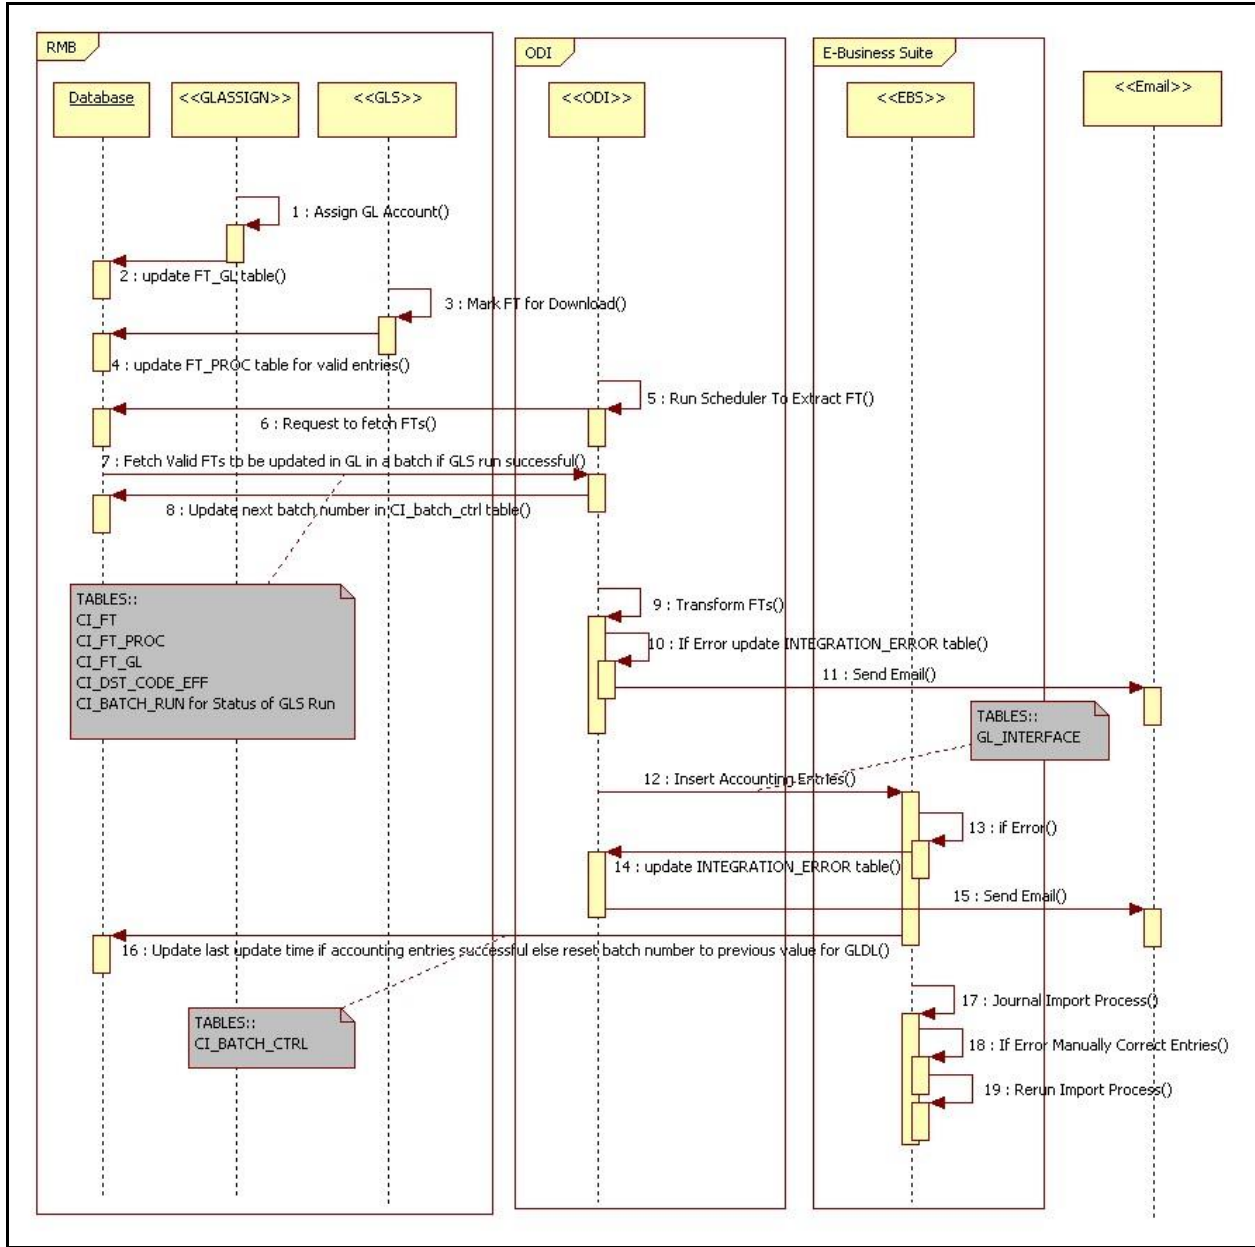 RMB
ODI
E-Business Suite
Database
<<GLASSIGN>>
<<GLS>>
<<ODI>>
<<EBS>>
<<Email>>
1 : Assign GL Account()
2 : update FT_GL table()
3 : Mark FT for Download()
4 : update FT_PROC table for valid entries()
5 : Run Scheduler To Extract FT()
6 : Request to fetch FTs()
7 : Fetch Valid FTs to be updated in GL in a batch if GLS run successful()
8 : Update next batch number in CI_batch_ctrl table()
TABLES::
CI_FT
CI_FT_PROC
CI_FT_GL
CI_DST_CODE_EFF
CI_BATCH_RUN for Status of GLS Run
9 : Transform FTs()
10 : If Error update INTEGRATION_ERROR table()
11 : Send Email()
TABLES::
GL_INTERFACE
12 : Insert Accounting Entries()
13 : if Error()
14 : update INTEGRATION_ERROR table()
15 : Send Email()
16 : Update last update time if accounting entries successful else reset batch number to previous value for GLDL()
TABLES::
CI_BATCH_CTRL
17 : Journal Import Process()
18 : If Error Manually Correct Entries()
19 : Rerun Import Process()